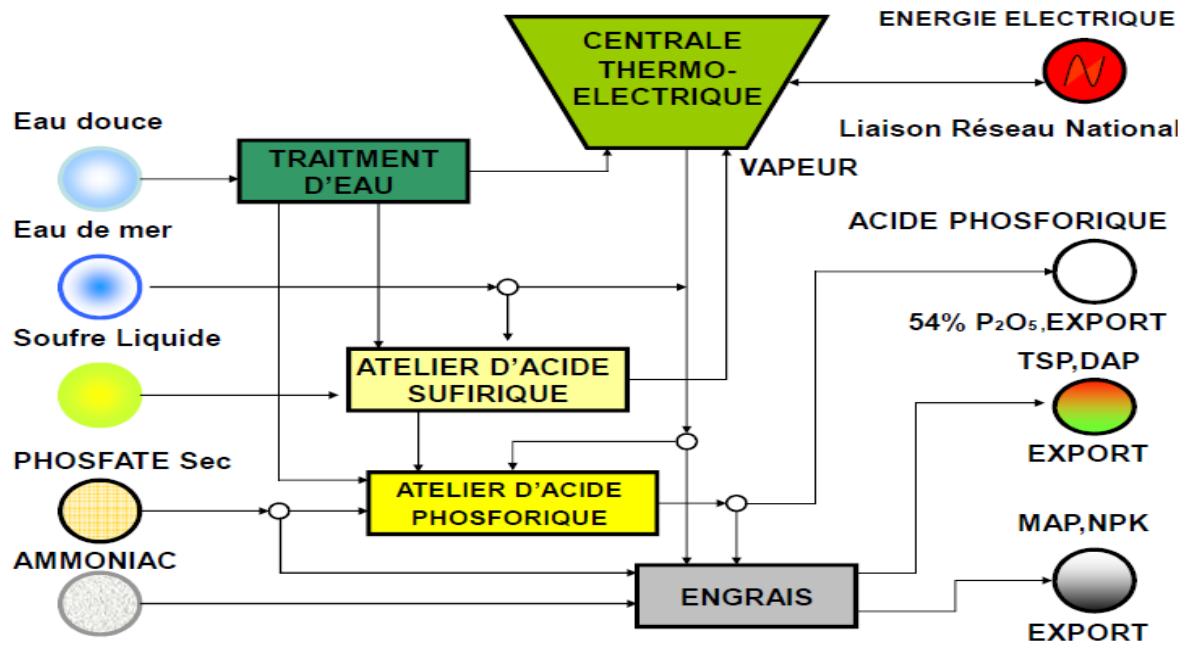 ENERGIE ELECTRIQUE
CENTRALE
THERMO-
ELECTRIQUE
Liaison Réseau National
Eau douce
TRAITMENT
D'EAU
VAPEUR
Eau de mer
ACIDE PHOSFORIQUE
54% P₂O₅,EXPORT
Soufre Liquide
ATELIER D'ACIDE
SUFIRIQUE
TSP,DAP
EXPORT
PHOSFATE Sec
ATELIER D'ACIDE
PHOSFORIQUE
MAP,NPK
AMMONIAC
ENGRAIS
EXPORT